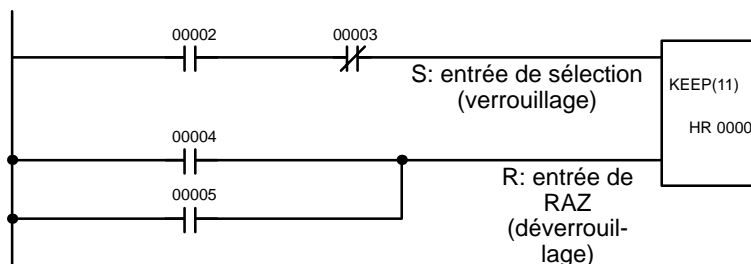 00002
00003
S: entrée de sélection
(verrouillage)
KEEP(11)
HR 0000
00004
00005
R: entrée de
RAZ
(déverrouil-
lage)